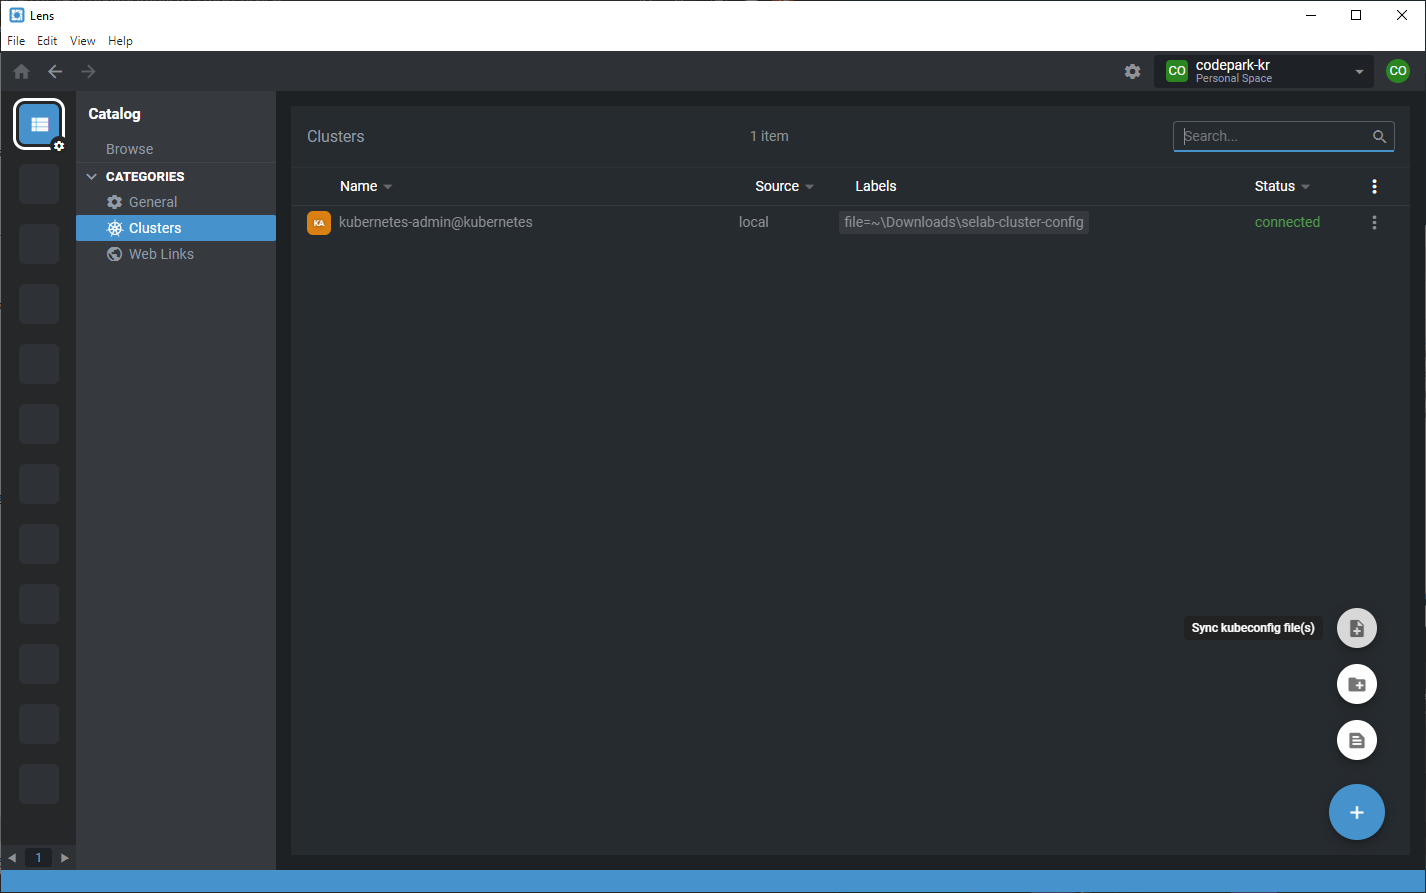 Lens
File Edit View Help
CO codepark-kr CO
Personal Space
Catalog
Browse
CATEGORIES
General
Clusters
Web Links
Clusters 1 item Search...
Name Source Labels Status
KA kubernetes-admin@kubernetes local file=~\Downloads\selab-cluster-config connected
Sync kubeconfig file(s)
1